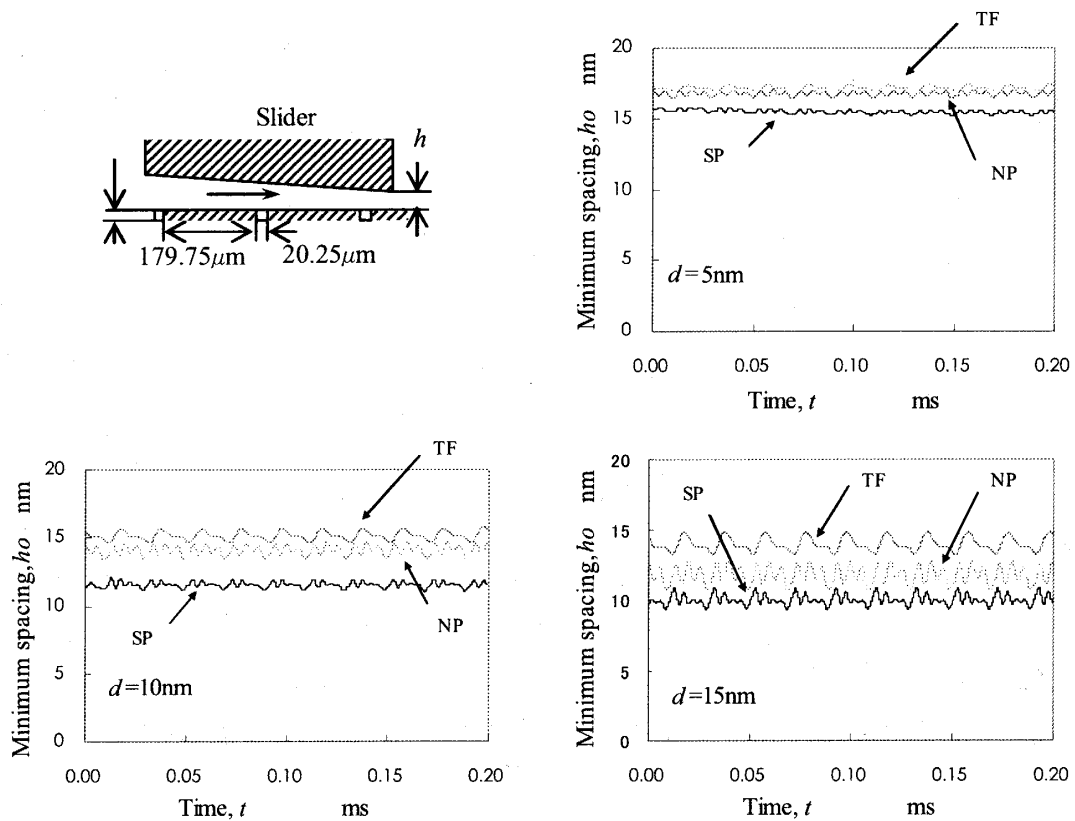 Slider
h
179.75μm
20.25μm
TF
SP
NP
d=5nm
Minimum spacing, ho nm
20
15
10
5
0
0.00 0.05 0.10 0.15 0.20
Time, t ms
TF
SP
NP
d=10nm
Minimum spacing, ho nm
20
15
10
5
0
0.00 0.05 0.10 0.15 0.20
Time, t ms
SP
TF
NP
d=15nm
Minimum spacing, ho nm
20
15
10
5
0
0.00 0.05 0.10 0.15 0.20
Time, t ms